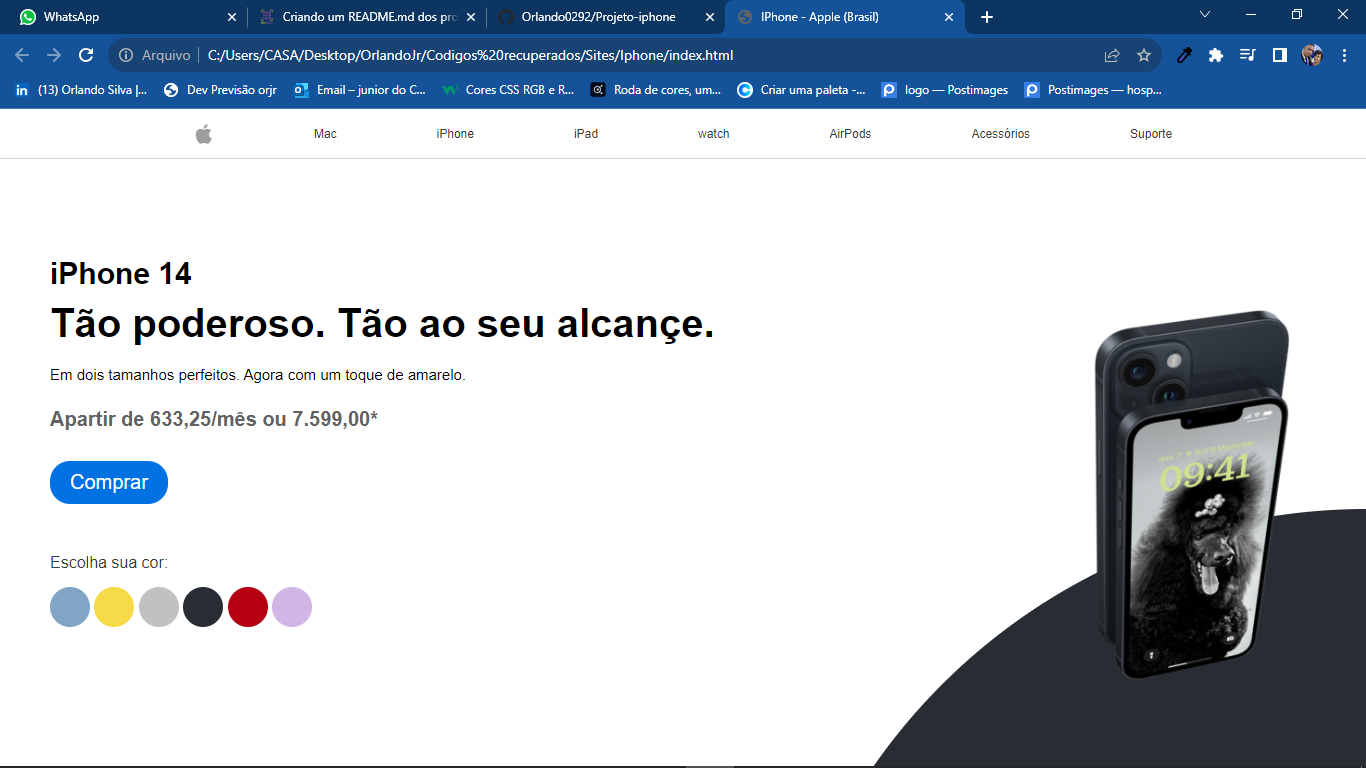 WhatsApp
Criando um README.md dos pro
Orlando0292/Projeto-iphone
IPhone - Apple (Brasil)
Arquivo
C:/Users/CASA/Desktop/OrlandoJr/Codigos%20recuperados/Sites/Iphone/index.html
(13) Orlando Silva |...
Dev Previsão orjr
Email – junior do C...
Cores CSS RGB e R...
Roda de cores, um...
Criar uma paleta -...
logo — Postimages
Postimages — hosp...
Mac
iPhone
iPad
watch
AirPods
Acessórios
Suporte
iPhone 14
Tão poderoso. Tão ao seu alcançe.
Em dois tamanhos perfeitos. Agora com um toque de amarelo.
Apartir de 633,25/mês ou 7.599,00*
Comprar
Escolha sua cor:
09:41